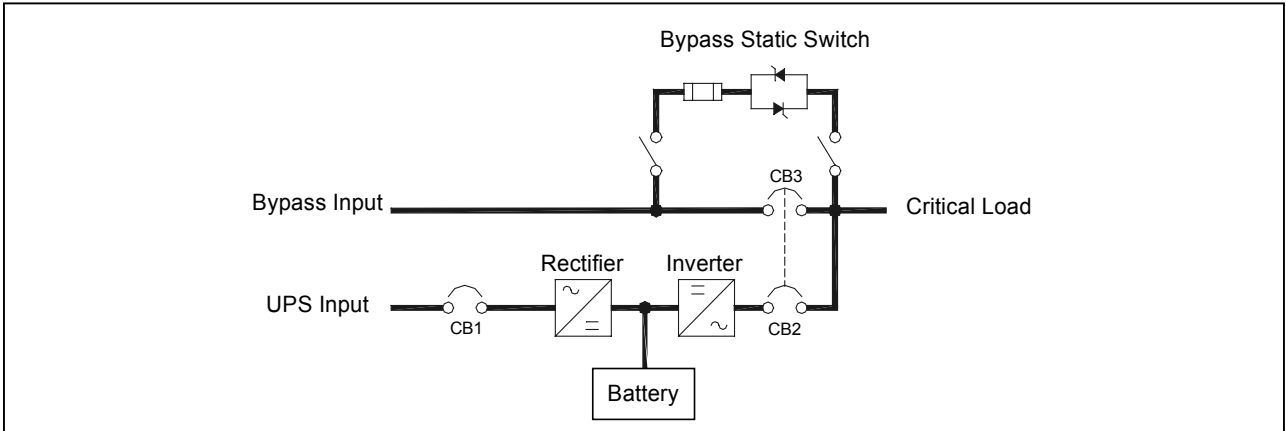 Bypass Static Switch
CB3
Bypass Input
Critical Load
Rectifier
Inverter
UPS Input
CB1
CB2
Battery